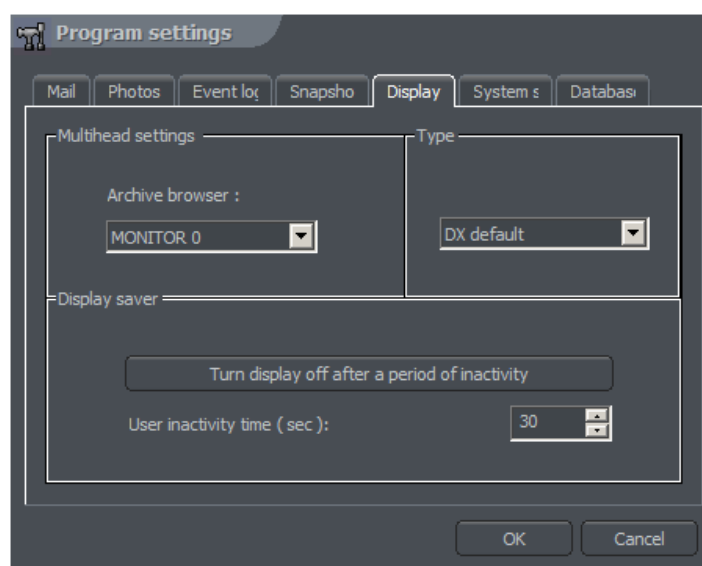 Program settings
Mail Photos Event log Snapsho Display System s Databas
Multihead settings
Type
Archive browser :
MONITOR 0
DX default
Display saver
Turn display off after a period of inactivity
User inactivity time ( sec ):
30
OK
Cancel